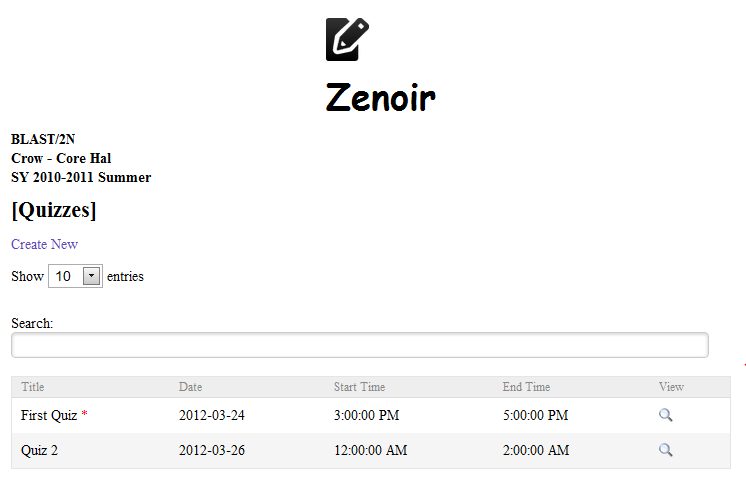 Zenoir
BLAST/2N
Crow - Core Hal
SY 2010-2011 Summer
[Quizzes]
Create New
Show 10 entries
Search:
Title Date Start Time End Time View
First Quiz * 2012-03-24 3:00:00 PM 5:00:00 PM
Quiz 2 2012-03-26 12:00:00 AM 2:00:00 AM